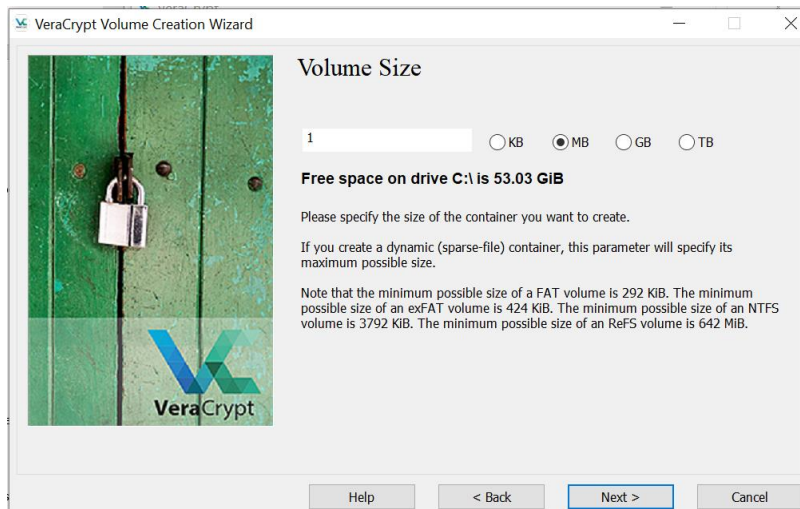 VeraCrypt Volume Creation Wizard
Volume Size
1
KB
MB
GB
TB
Free space on drive C:\ is 53.03 GiB
Please specify the size of the container you want to create.
If you create a dynamic (sparse-file) container, this parameter will specify its
maximum possible size.
Note that the minimum possible size of a FAT volume is 292 KiB. The minimum
possible size of an exFAT volume is 424 KiB. The minimum possible size of an NTFS
volume is 3792 KiB. The minimum possible size of an ReFS volume is 642 MiB.
VeraCrypt
Help
< Back
Next >
Cancel